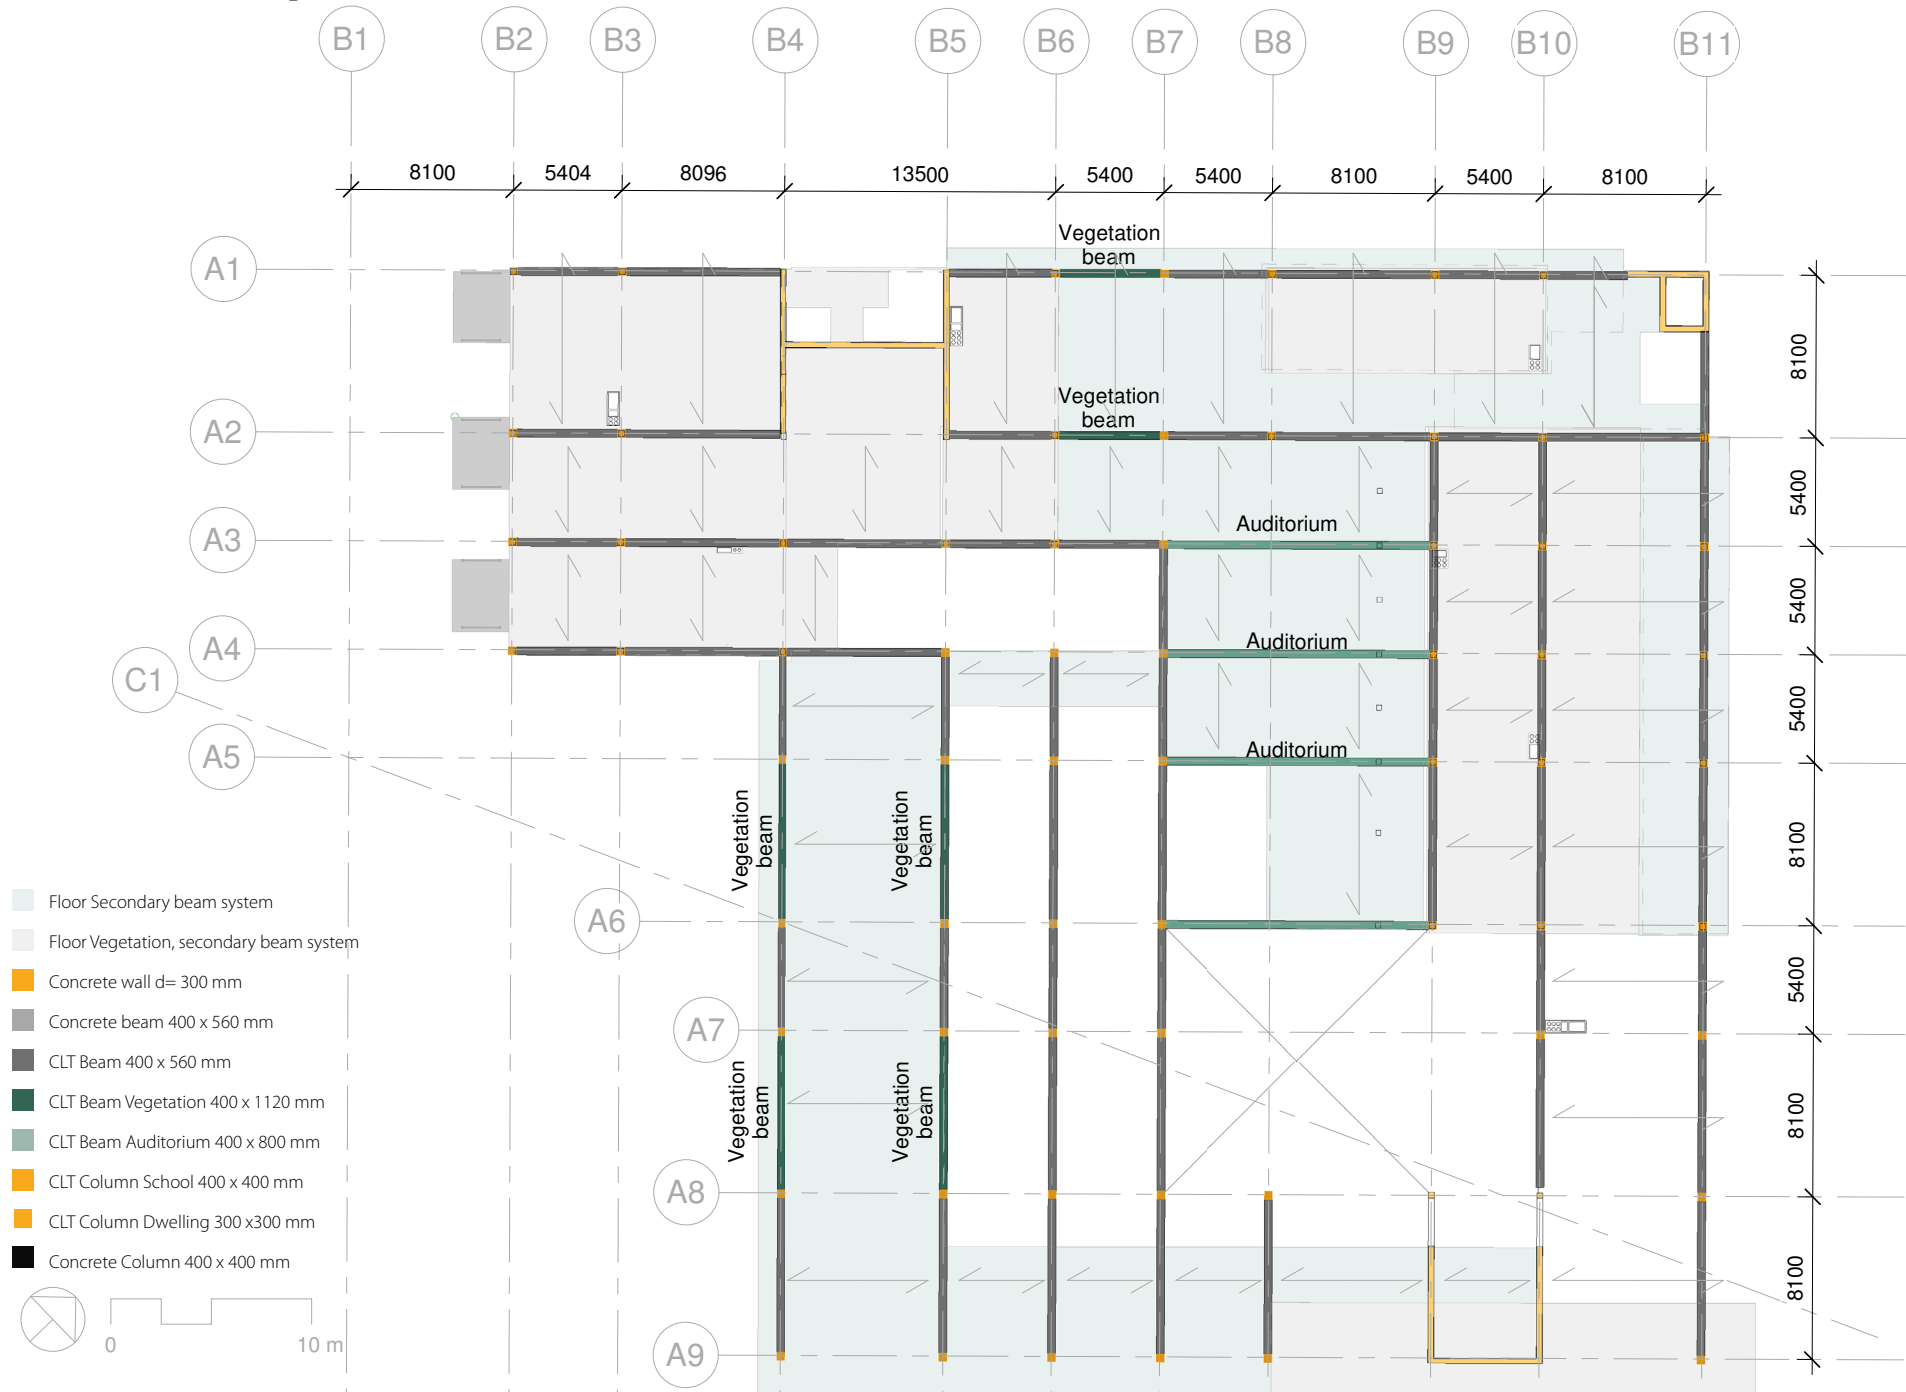 B1 B2 B3 B4 B5 B6 B7 B8 B9 B10 B11
8100 5404 8096 13500 5400 5400 8100 5400 8100
Vegetation
beam
A1
8100
Vegetation
beam
A2
5400
Auditorium
A3
5400
Auditorium
A4
C1
5400
Auditorium
A5
Vegetation
beam
Vegetation
beam
8100
A6
5400
A7
Vegetation
beam
Vegetation
beam
8100
A8
8100
A9
Floor Secondary beam system
Floor Vegetation, secondary beam system
Concrete wall d= 300 mm
Concrete beam 400 x 560 mm
CLT Beam 400 x 560 mm
CLT Beam Vegetation 400 x 1120 mm
CLT Beam Auditorium 400 x 800 mm
CLT Column School 400 x 400 mm
CLT Column Dwelling 300 x300 mm
Concrete Column 400 x 400 mm
0 10 m